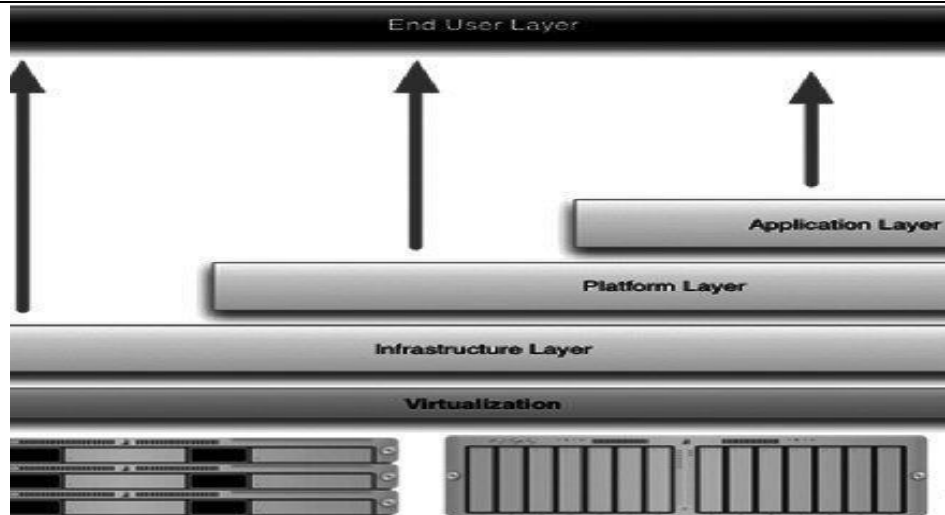 End User Layer
Application Layer
Platform Layer
Infrastructure Layer
Virtualization